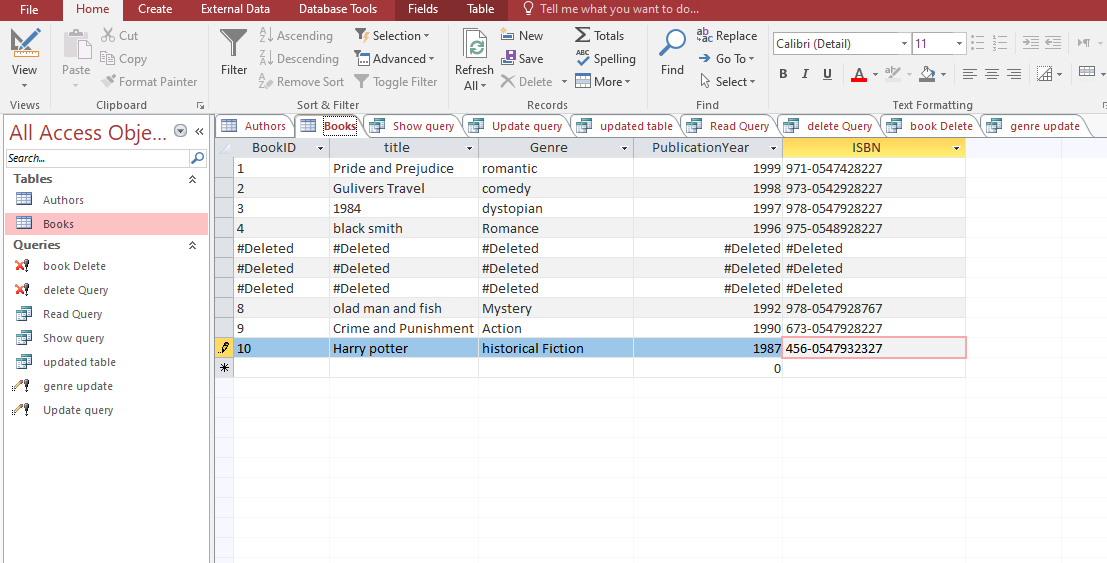 File Home Create External Data Database Tools Fields Table Tell me what you want to do...
View Paste Cut Copy Format Painter
Filter Ascending Descending Remove Sort Selection Advanced Toggle Filter
Refresh All New Save Delete Totals Spelling More
Find Replace Go To Select
Calibri (Detail) 11
B I U A
Views Clipboard Sort & Filter Records Find Text Formatting
All Access Obje...
Search...
Tables
Authors
Books
Queries
book Delete
delete Query
Read Query
Show query
updated table
genre update
Update query
Authors Books Show query Update query updated table Read Query delete Query book Delete genre update
BookID title Genre PublicationYear ISBN
1 Pride and Prejudice romantic 1999 971-0547428227
2 Gulivers Travel comedy 1998 973-0542928227
3 1984 dystopian 1997 978-0547928227
4 black smith Romance 1996 975-0548928227
#Deleted #Deleted #Deleted #Deleted #Deleted
#Deleted #Deleted #Deleted #Deleted #Deleted
#Deleted #Deleted #Deleted #Deleted #Deleted
8 olad man and fish Mystery 1992 978-0547928767
9 Crime and Punishment Action 1990 673-0547928227
10 Harry potter historical Fiction 1987 456-0547932327
0